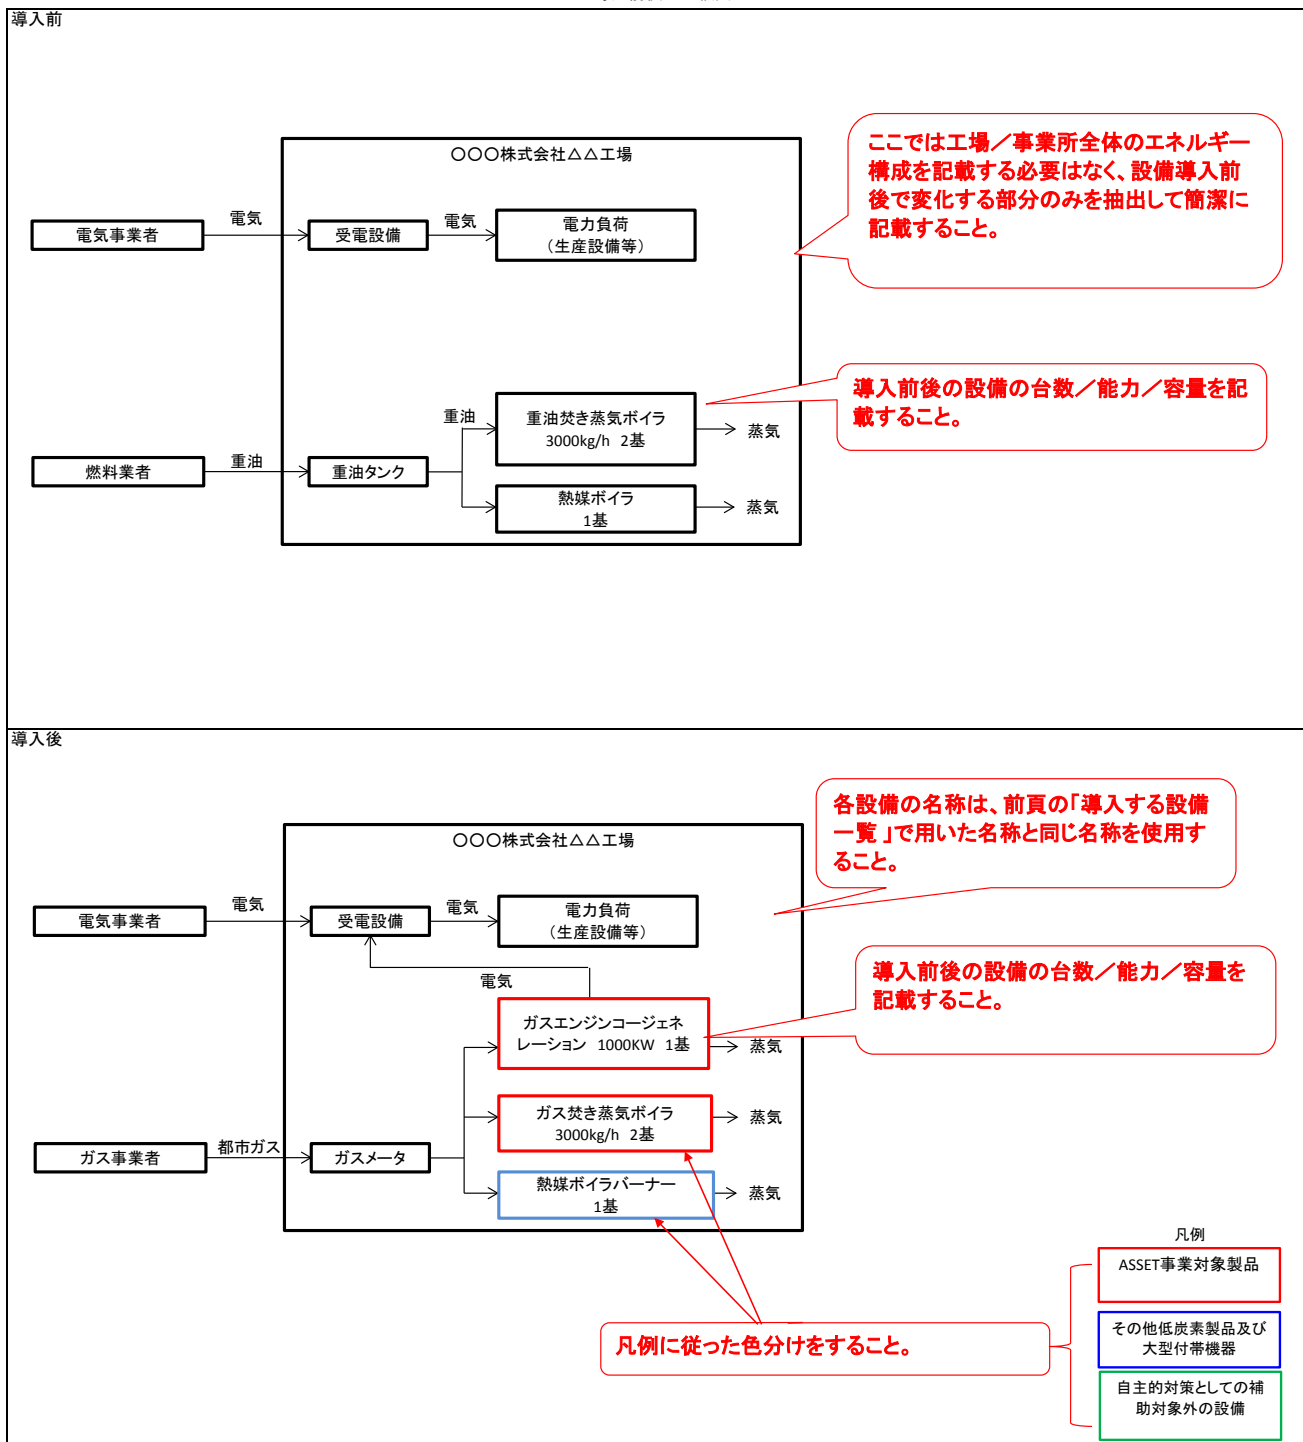 導入前
〇〇〇株式会社△△工場
ここでは工場／事業所全体のエネルギー
構成を記載する必要はなく、設備導入前
後で変化する部分のみを抽出して簡潔に
記載すること。
電気事業者
電気
受電設備
電気
電力負荷
（生産設備等）
導入前後の設備の台数／能力／容量を記
載すること。
燃料業者
重油
重油タンク
重油
重油焚き蒸気ボイラ
3000kg/h 2基
蒸気
熱媒ボイラ
1基
蒸気
導入後
各設備の名称は、前頁の「導入する設備
一覧 」で用いた名称と同じ名称を使用す
ること。
〇〇〇株式会社△△工場
電気事業者
電気
受電設備
電気
電力負荷
（生産設備等）
電気
導入前後の設備の台数／能力／容量を
記載すること。
ガスエンジンコージェネ
レーション 1000KW 1基
蒸気
ガス焚き蒸気ボイラ
3000kg/h 2基
蒸気
ガス事業者
都市ガス
ガスメータ
熱媒ボイラバーナー
1基
蒸気
凡例に従った色分けをすること。
凡例
ASSET事業対象製品
その他低炭素製品及び
大型付帯機器
自主的対策としての補
助対象外の設備